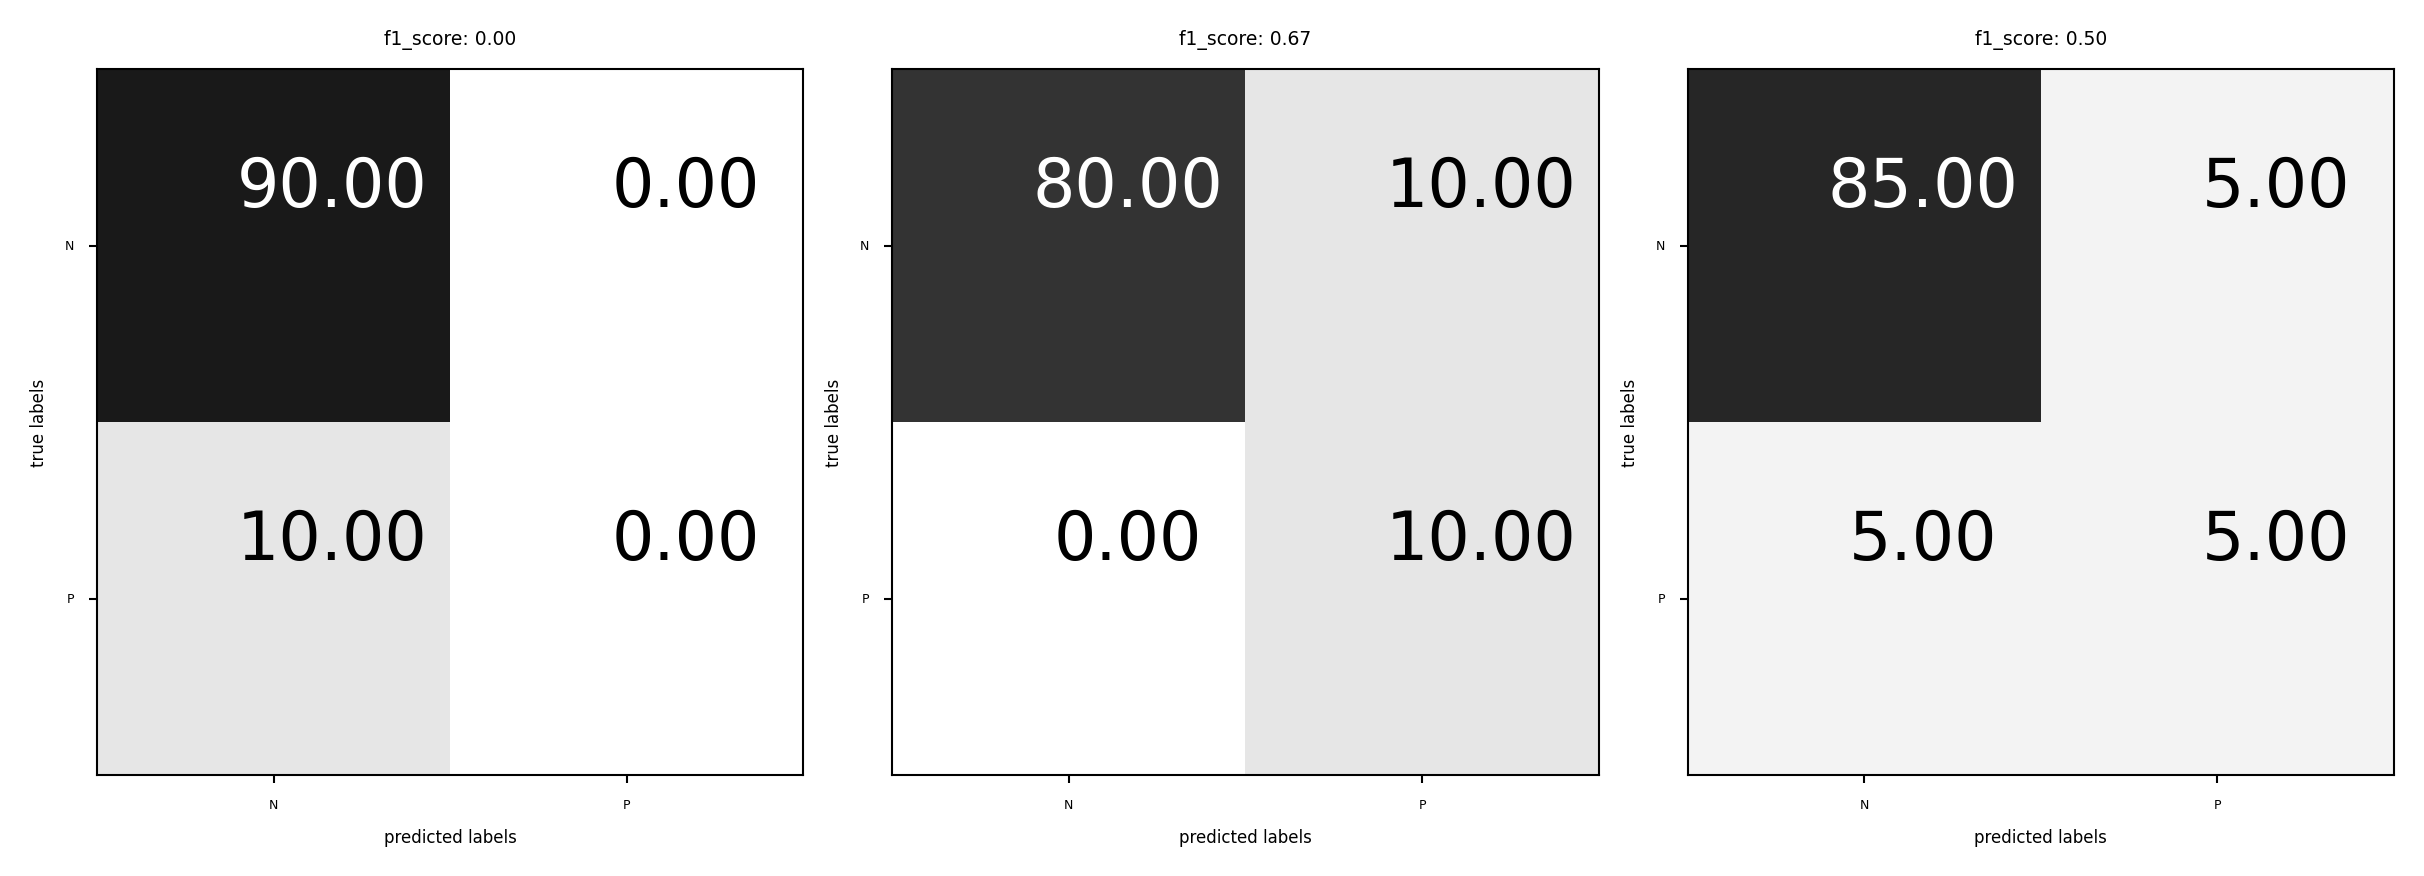 f1_score: 0.00
90.00 0.00
N
10.00 0.00
P
true labels
N P
predicted labels
f1_score: 0.67
80.00 10.00
N
0.00 10.00
P
true labels
N P
predicted labels
f1_score: 0.50
85.00 5.00
N
5.00 5.00
P
true labels
N P
predicted labels